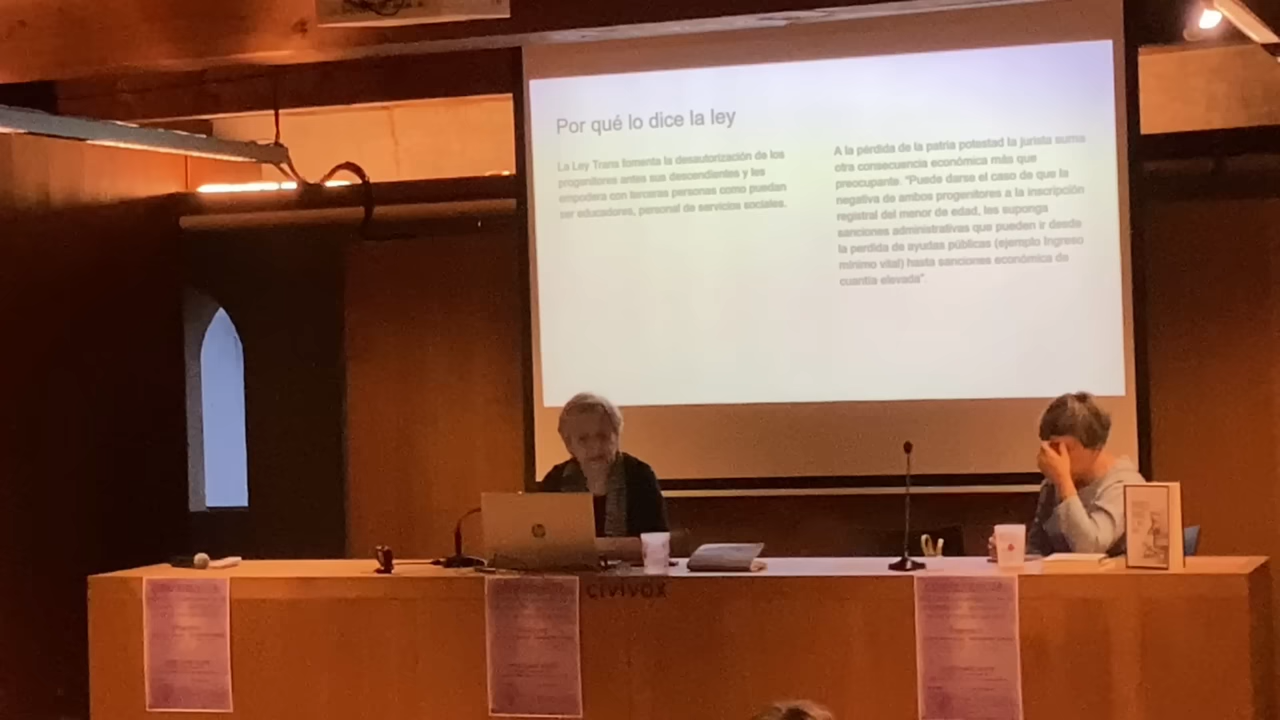 Por qué lo dice la ley
La Ley Trans fomenta la desautorización de los
progenitores antes sus descendientes y les
empodera con terceras personas como puedan
ser educadores, personal de servicios sociales.
A la pérdida de la patria potestad la jurista suma
otra consecuencia económica más que
preocupante. "Puede darse el caso de que la
negativa de ambos progenitores a la inscripción
registral del menor de edad, les suponga
sanciones administrativas que pueden ir desde
la perdida de ayudas públicas (ejemplo Ingreso
mínimo vital) hasta sanciones económica de
cuantía elevada".
hp
civivox